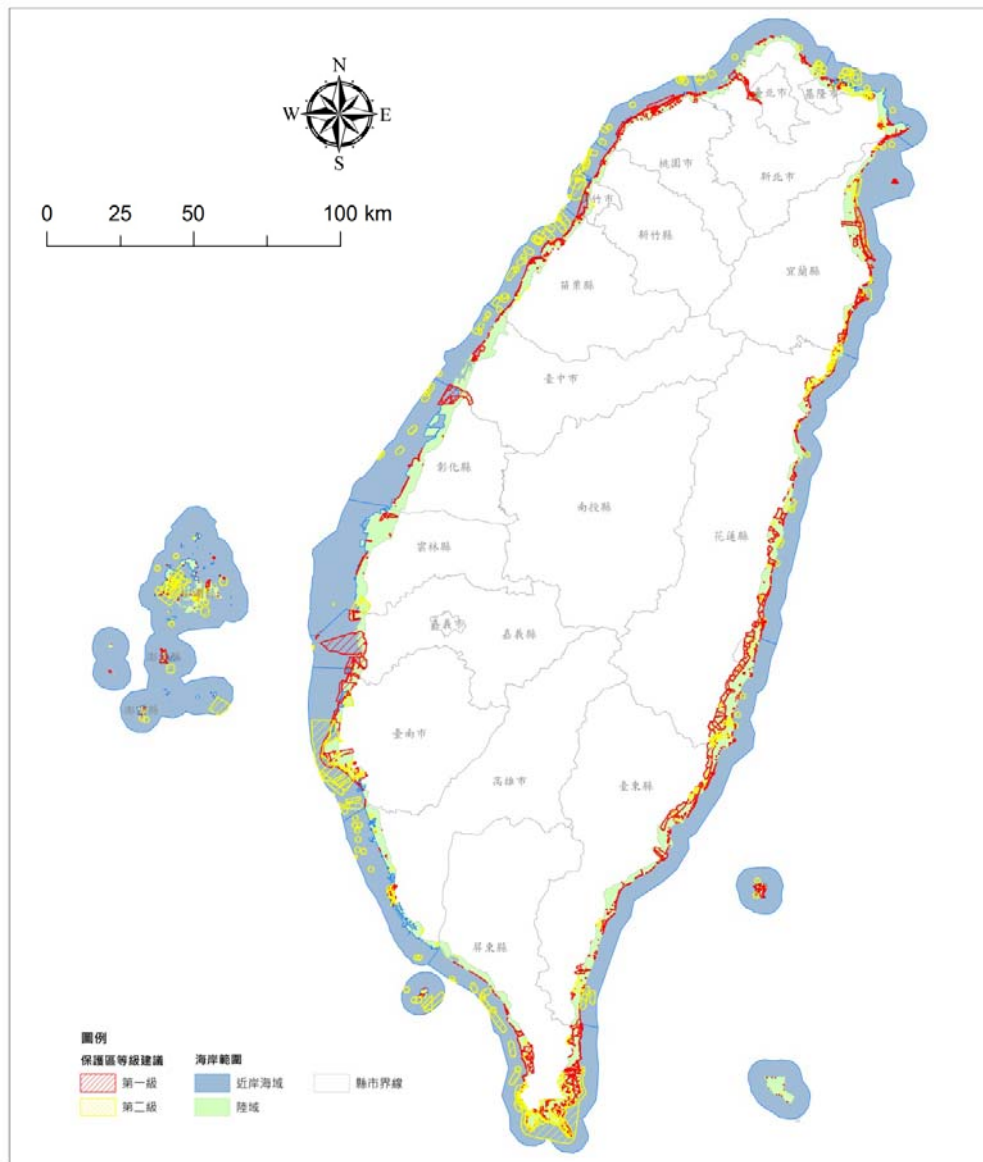 N
W E
S
0 25 50 100 km
臺北市
基隆市
桃園市
新北市
竹市
新竹縣
宜蘭縣
苗栗縣
臺中市
彰化縣
南投縣
花蓮縣
雲林縣
嘉義市
嘉義縣
臺南市
高雄市
臺東縣
屏東縣
圖例
保護區等級建議 海岸範圍
第一級 近岸海域 縣市界線
第二級 陸域